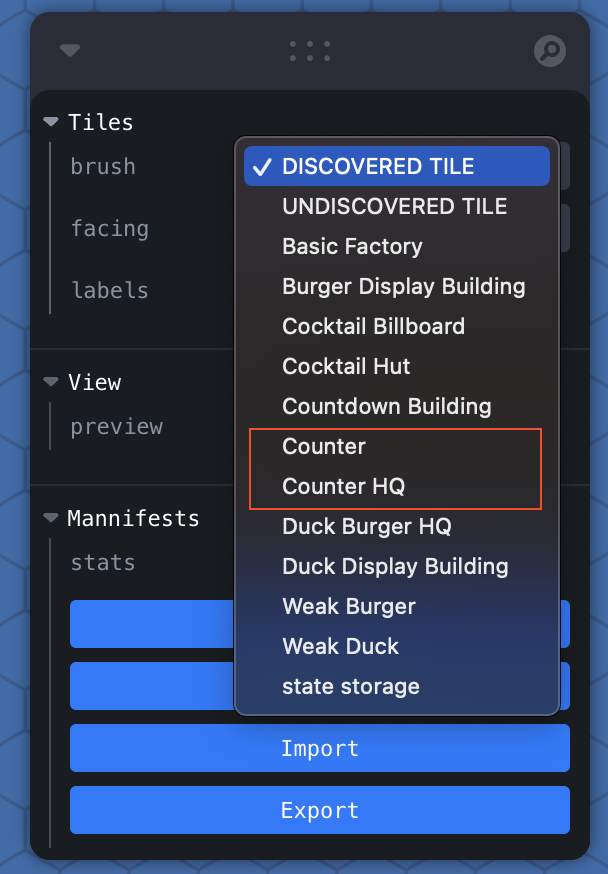 Tiles
brush
facing
labels
View
preview
Mannifests
stats
DISCOVERED TILE
UNDISCOVERED TILE
Basic Factory
Burger Display Building
Cocktail Billboard
Cocktail Hut
Countdown Building
Counter
Counter HQ
Duck Burger HQ
Duck Display Building
Weak Burger
Weak Duck
state storage
Import
Export